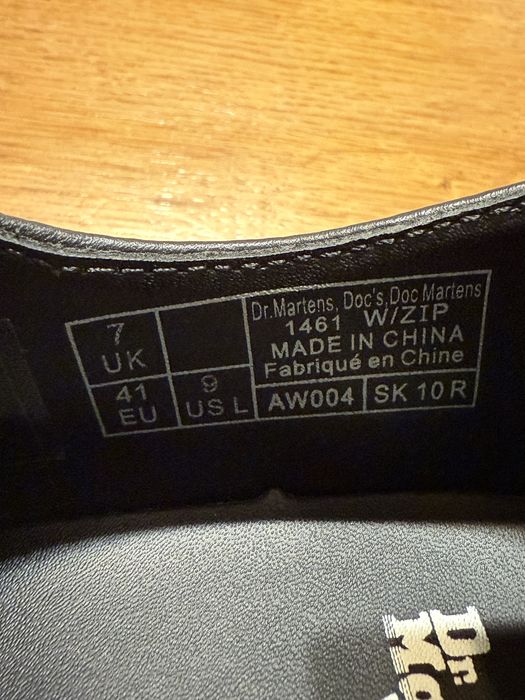 7
UK
41
EU
9
US L
Dr.Martens, Doc's, Doc Martens
1461 W/ZIP
MADE IN CHINA
Fabriqué en Chine
AW004
SK 10 R
Dr.